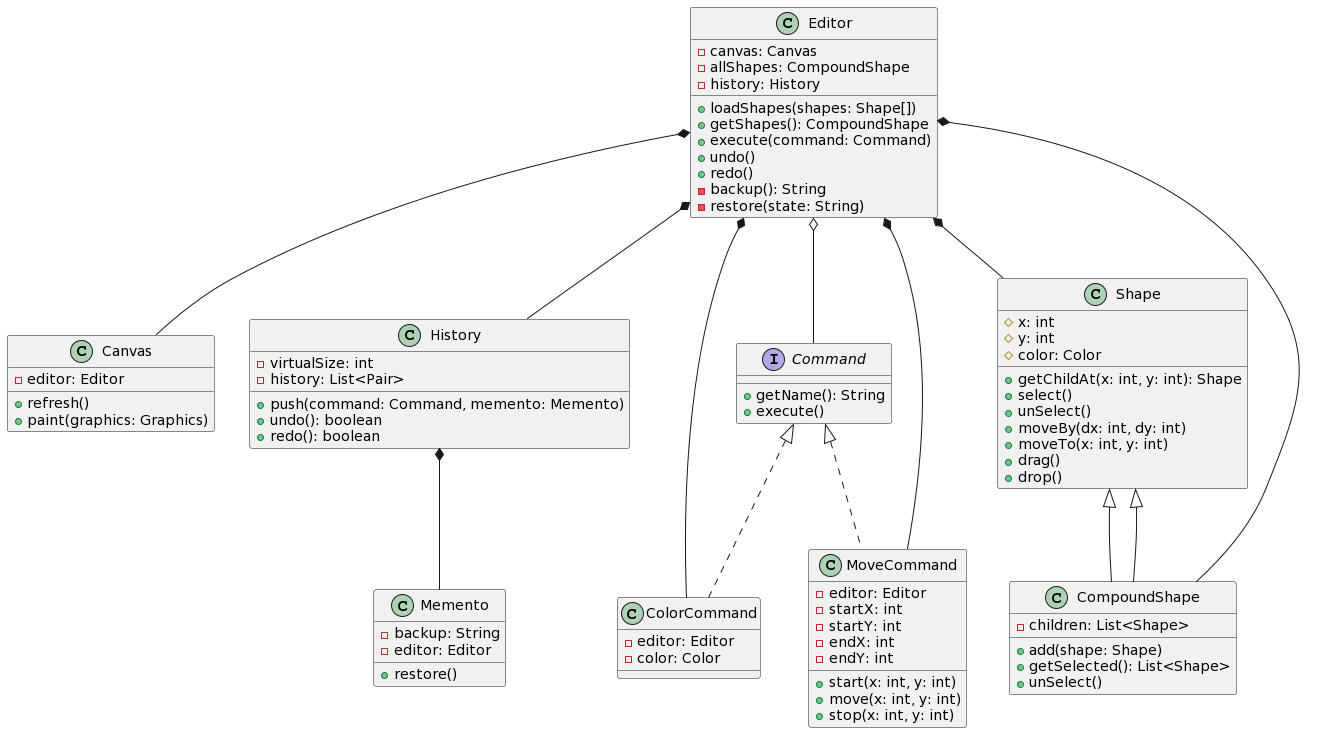 C Editor
canvas: Canvas
allShapes: CompoundShape
history: History
loadShapes(shapes: Shape[])
getShapes(): CompoundShape
execute(command: Command)
undo()
redo()
backup(): String
restore(state: String)
C Canvas
editor: Editor
refresh()
paint(graphics: Graphics)
C History
virtualSize: int
history: List<Pair>
push(command: Command, memento: Memento)
undo(): boolean
redo(): boolean
I Command
getName(): String
execute()
C Shape
x: int
y: int
color: Color
getChildAt(x: int, y: int): Shape
select()
unSelect()
moveBy(dx: int, dy: int)
moveTo(x: int, y: int)
drag()
drop()
C Memento
backup: String
editor: Editor
restore()
C ColorCommand
editor: Editor
color: Color
C MoveCommand
editor: Editor
startX: int
startY: int
endX: int
endY: int
start(x: int, y: int)
move(x: int, y: int)
stop(x: int, y: int)
C CompoundShape
children: List<Shape>
add(shape: Shape)
getSelected(): List<Shape>
unSelect()